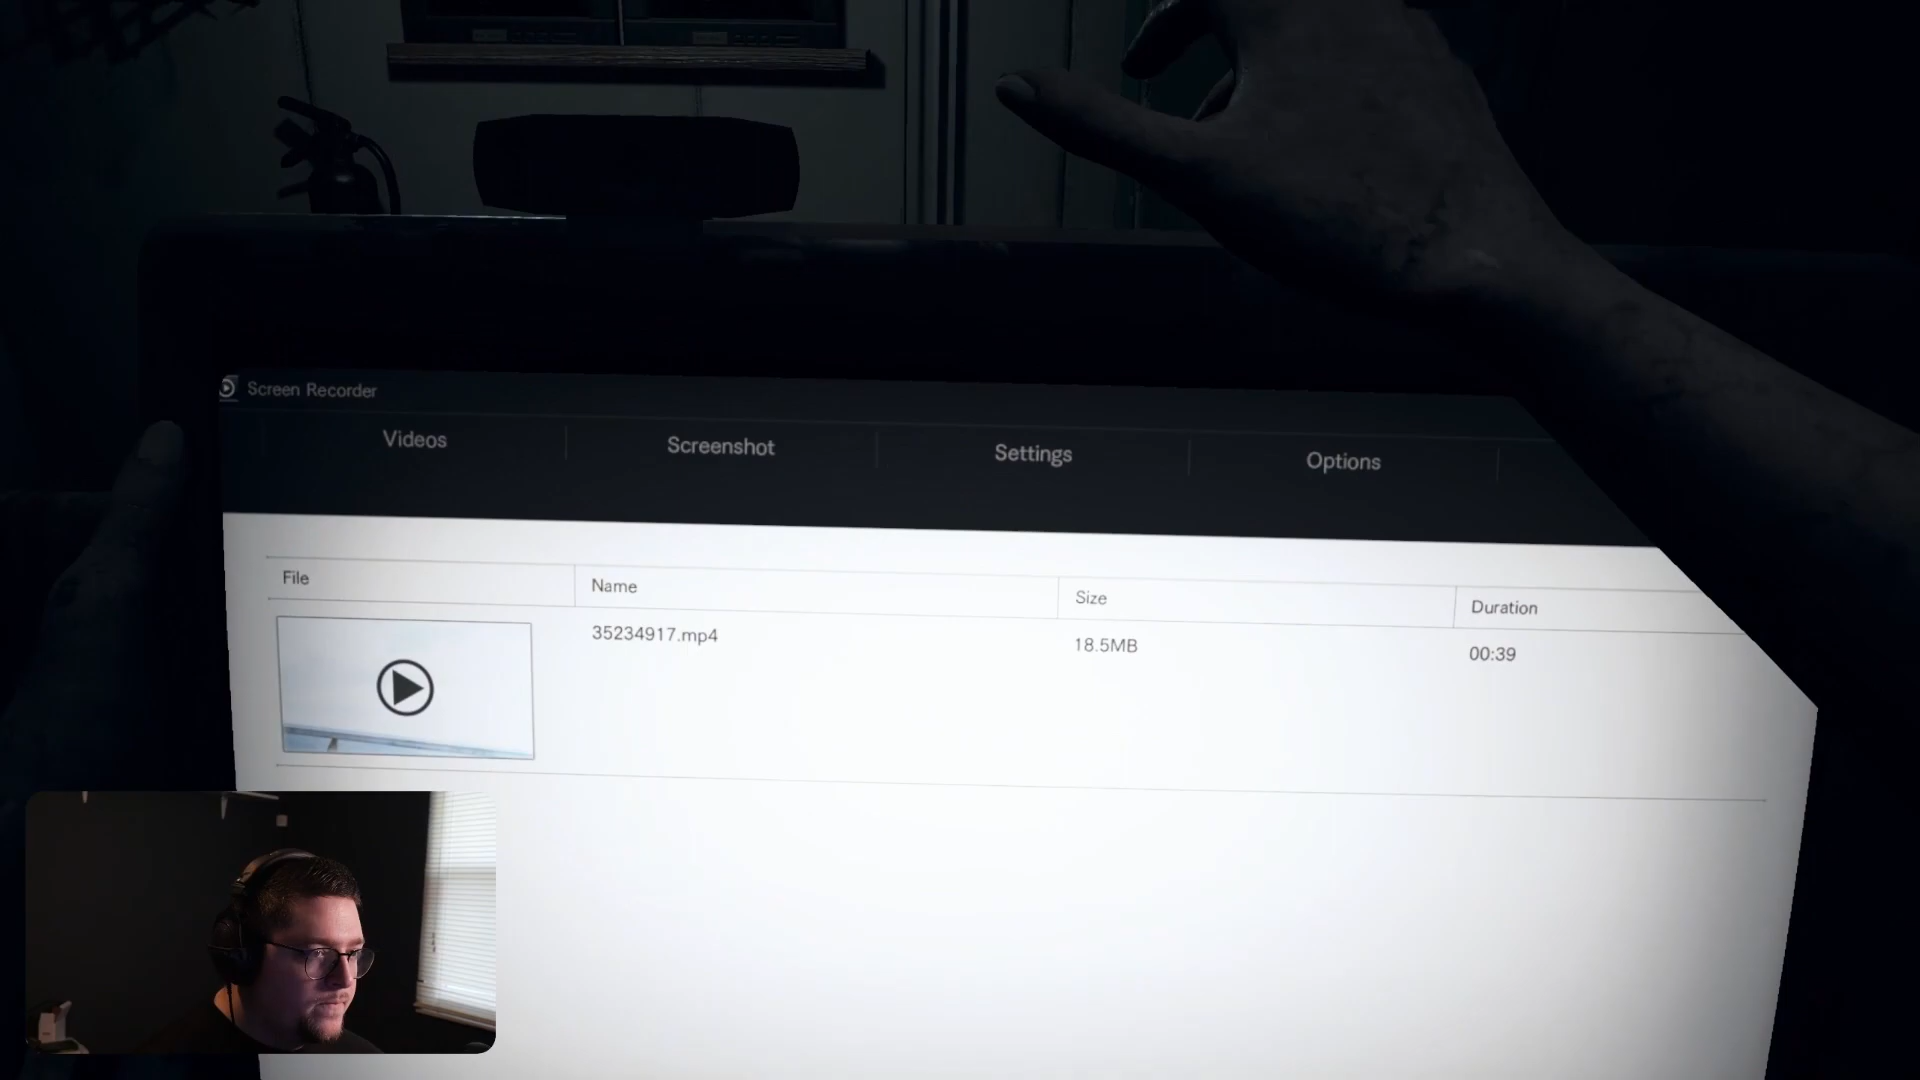 Screen Recorder
Videos
Screenshot
Settings
Options
File
Name
Size
Duration
35234917.mp4
18.5MB
00:39